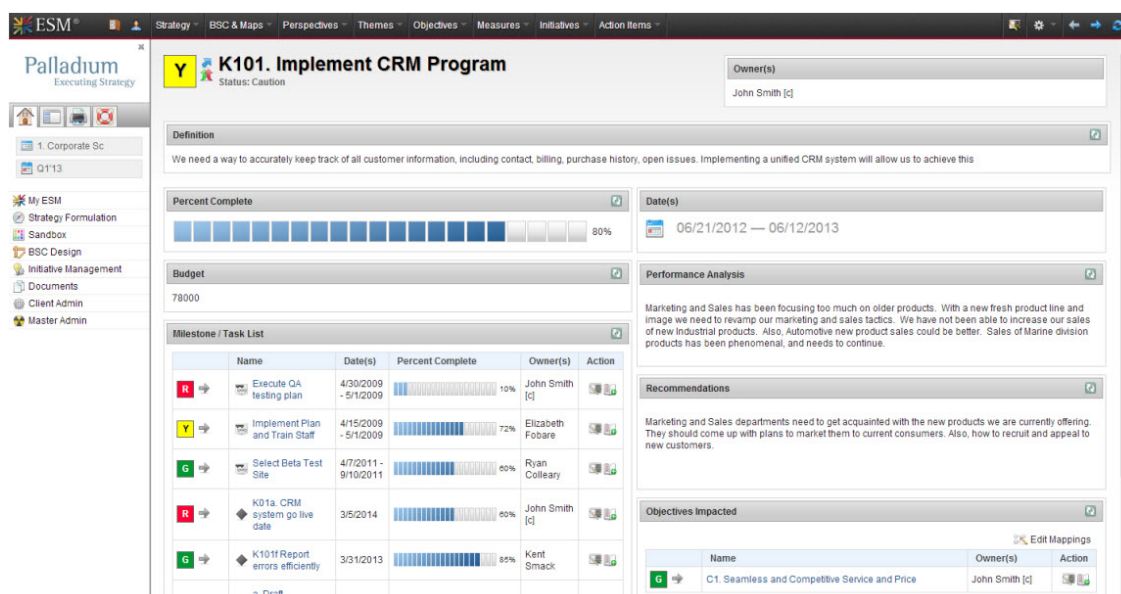 ESM®
Strategy
BSC & Maps
Perspectives
Themes
Objectives
Measures
Initiatives
Action Items
Palladium
Executing Strategy
1. Corporate Sc
Q1'13
My ESM
Strategy Formulation
Sandbox
BSC Design
Initiative Management
Documents
Client Admin
Master Admin
Y
K101. Implement CRM Program
Status: Caution
Owner(s)
John Smith [c]
Definition
We need a way to accurately keep track of all customer information, including contact, billing, purchase history, open issues. Implementing a unified CRM system will allow us to achieve this
Percent Complete
80%
Date(s)
06/21/2012 — 06/12/2013
Budget
78000
Milestone / Task List
Name Date(s) Percent Complete Owner(s) Action
R
Execute QA
testing plan
4/30/2009
- 5/1/2009
10%
John Smith
[c]
Y
Implement Plan
and Train Staff
4/15/2009
- 5/1/2009
72%
Elizabeth
Fobare
G
Select Beta Test
Site
4/7/2011 -
9/10/2011
60%
Ryan
Colleary
R
K01a. CRM
system go live
date
3/5/2014
60%
John Smith
[c]
G
K101f Report
errors efficiently
3/31/2013
85%
Kent
Smack
a. Draft
Performance Analysis
Marketing and Sales has been focusing too much on older products. With a new fresh product line and
image we need to revamp our marketing and sales tactics. We have not been able to increase our sales
of new Industrial products. Also, Automotive new product sales could be better. Sales of Marine division
products has been phenomenal, and needs to continue.
Recommendations
Marketing and Sales departments need to get acquainted with the new products we are currently offering.
They should come up with plans to market them to current consumers. Also, how to recruit and appeal to
new customers.
Objectives Impacted
Edit Mappings
Name Owner(s) Action
G
C1. Seamless and Competitive Service and Price
John Smith [c]